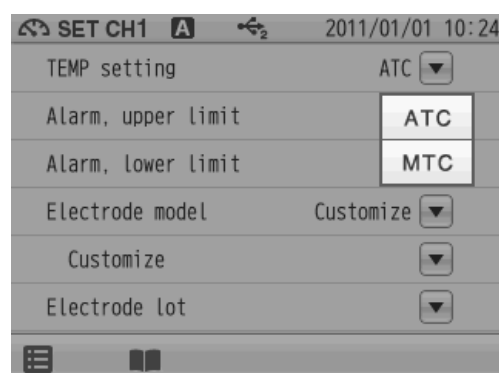 SET CH1 A 2 2011/01/01 10:24
TEMP setting ATC
Alarm, upper limit ATC
Alarm, lower limit MTC
Electrode model Customize
Customize
Electrode lot